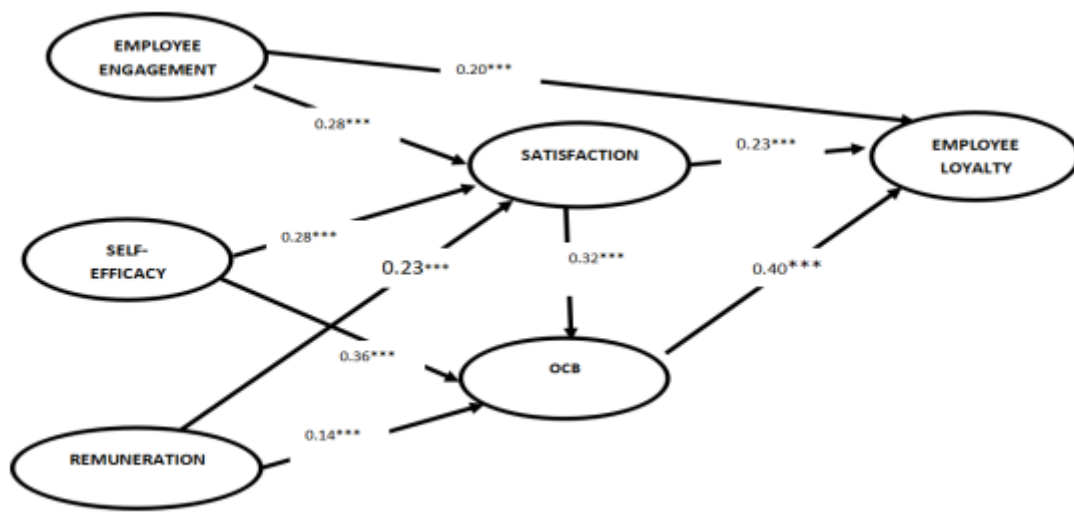 EMPLOYEE
ENGAGEMENT
0.20***
0.28***
SATISFACTION
0.23***
EMPLOYEE
LOYALTY
SELF-
EFFICACY
0.28***
0.23***
0.32***
0.40***
0.36***
OCB
REMUNERATION
0.14***